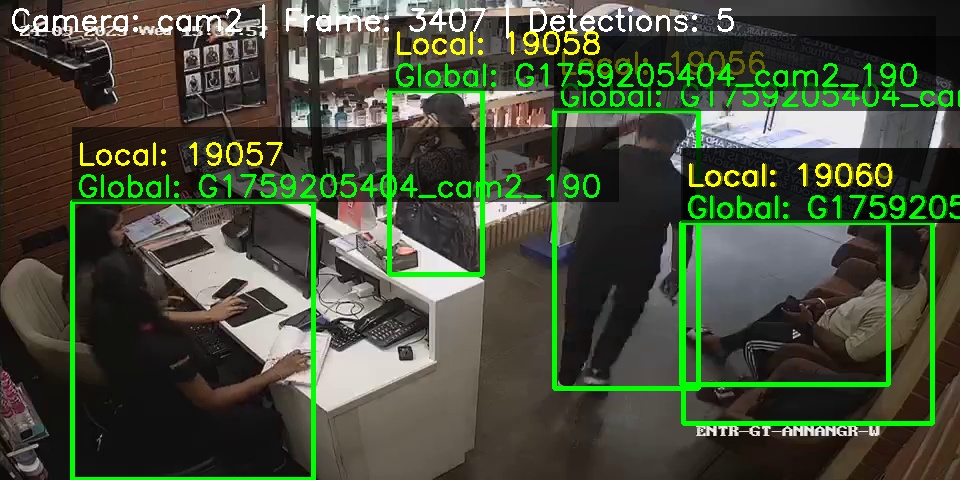 Camera: cam2 | Frame: 3407 | Detections: 5
Local: 19058
Global: G1759205404_cam2_190
Local: 19056
Global: G1759205404_ca
Local: 19057
Global: G1759205404_cam2_190
Local: 19060
Global: G1759205
ENTR-GT-ANNANGR-W